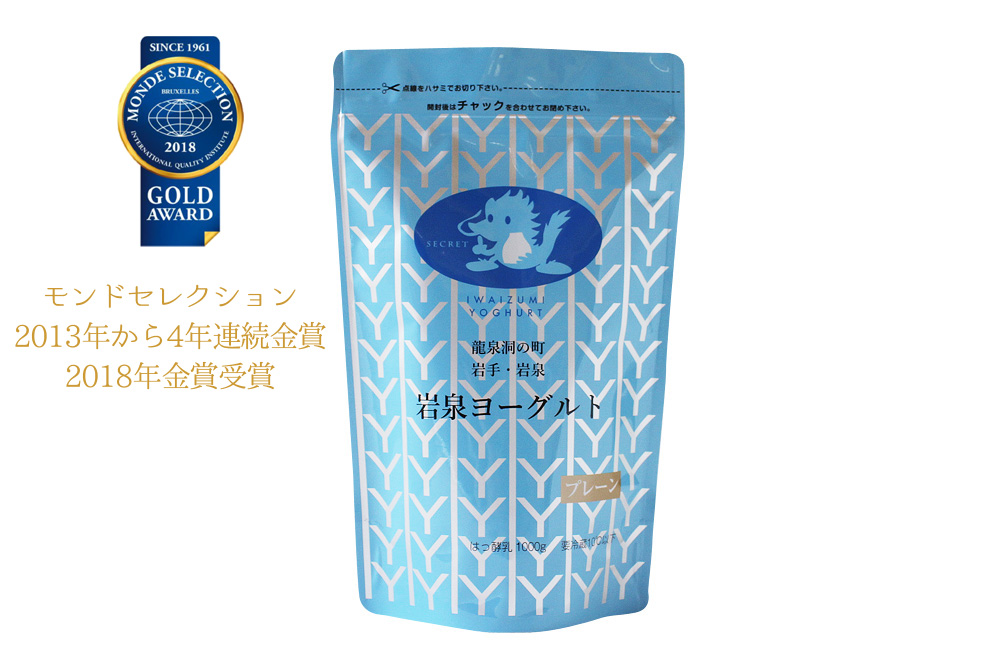 SINCE 1961
MONDE SELECTION
BRUXELLES
2018
INTERNATIONAL QUALITY INSTITUTE
GOLD
AWARD
モンドセレクション
2013年から4年連続金賞
2018年金賞受賞
点線をハサミでお切り下さい。
開封後はチャックを合わせてお閉め下さい。
SECRET
IWAIZUMI
YOGHURT
龍泉洞の町
岩手・岩泉
岩泉ヨーグルト
プレーン
はっ酵乳 1000g 要冷蔵10℃以下